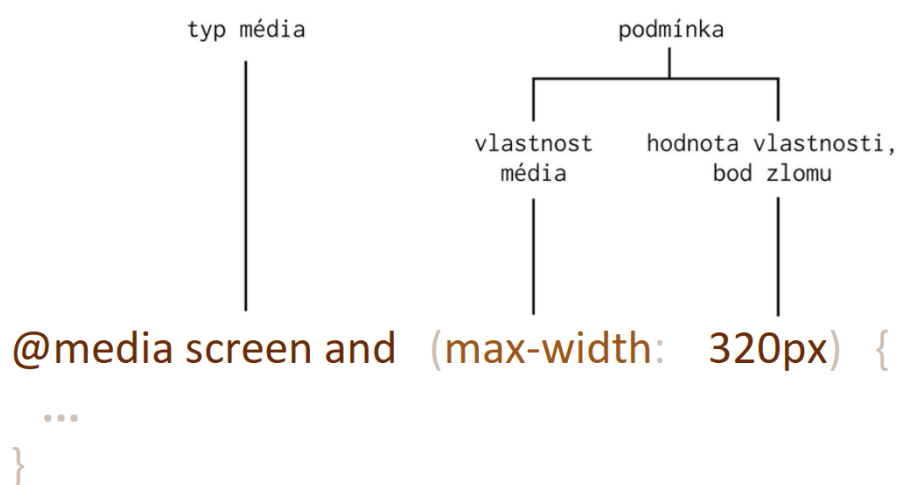 typ média
podmínka
vlastnost
média
hodnota vlastnosti,
bod zlomu
@media screen and (max-width: 320px) {
...
}